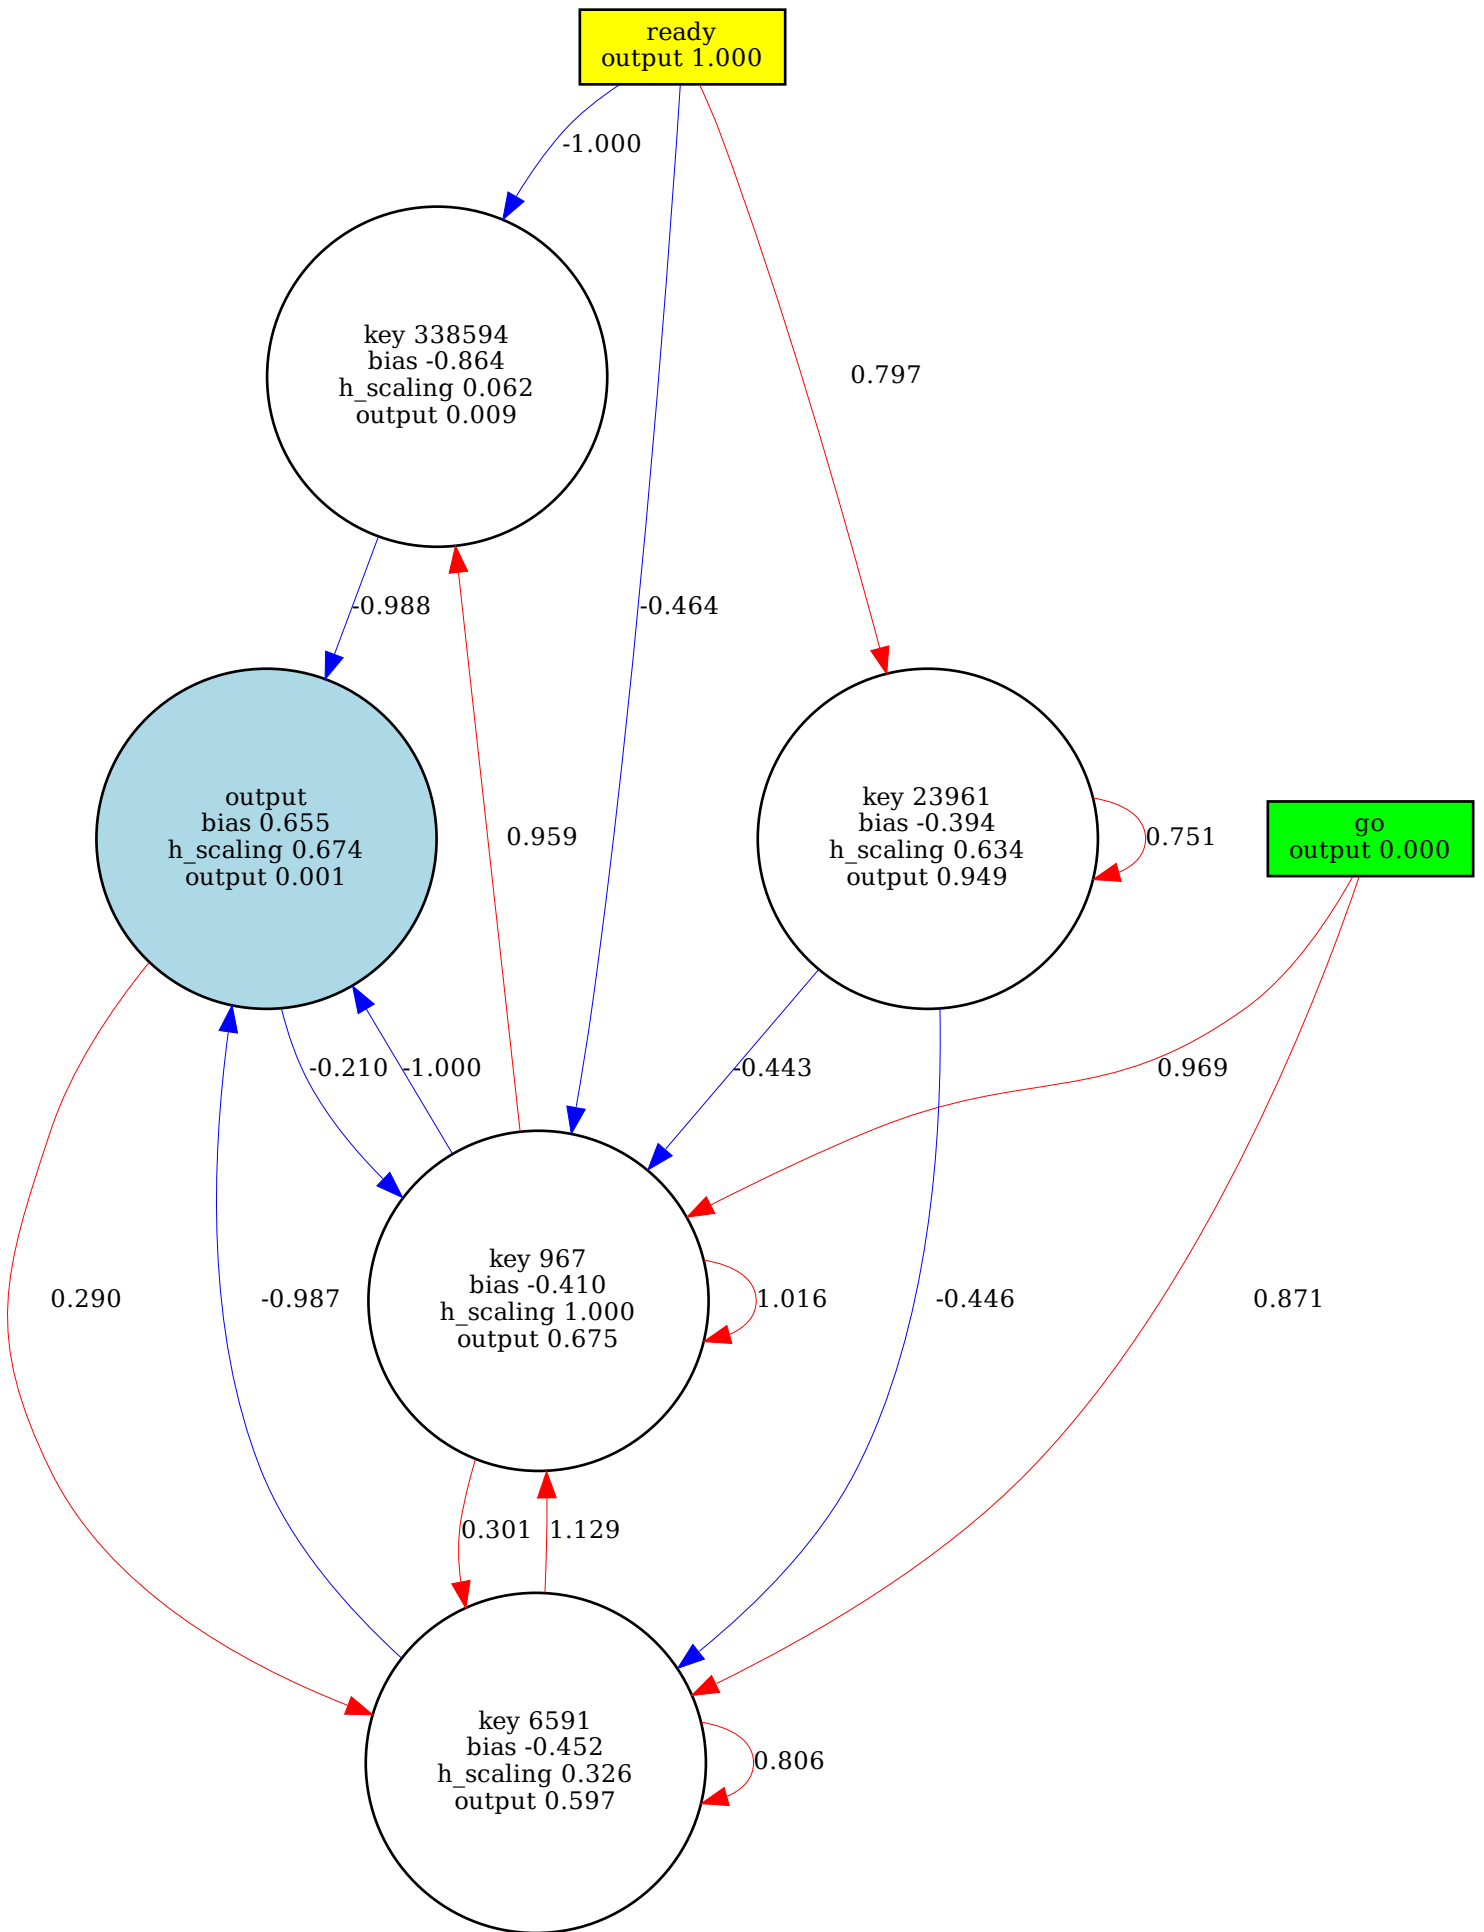 ready
output 1.000
-1.000
key 338594
bias -0.864
h_scaling 0.062
output 0.009
0.797
-0.988
-0.464
output
bias 0.655
h_scaling 0.674
output 0.001
0.959
key 23961
bias -0.394
h_scaling 0.634
output 0.949
0.751
go
output 0.000
-0.210
-1.000
-0.443
0.969
0.290
-0.987
key 967
bias -0.410
h_scaling 1.000
output 0.675
1.016
-0.446
0.871
0.301
1.129
key 6591
bias -0.452
h_scaling 0.326
output 0.597
0.806